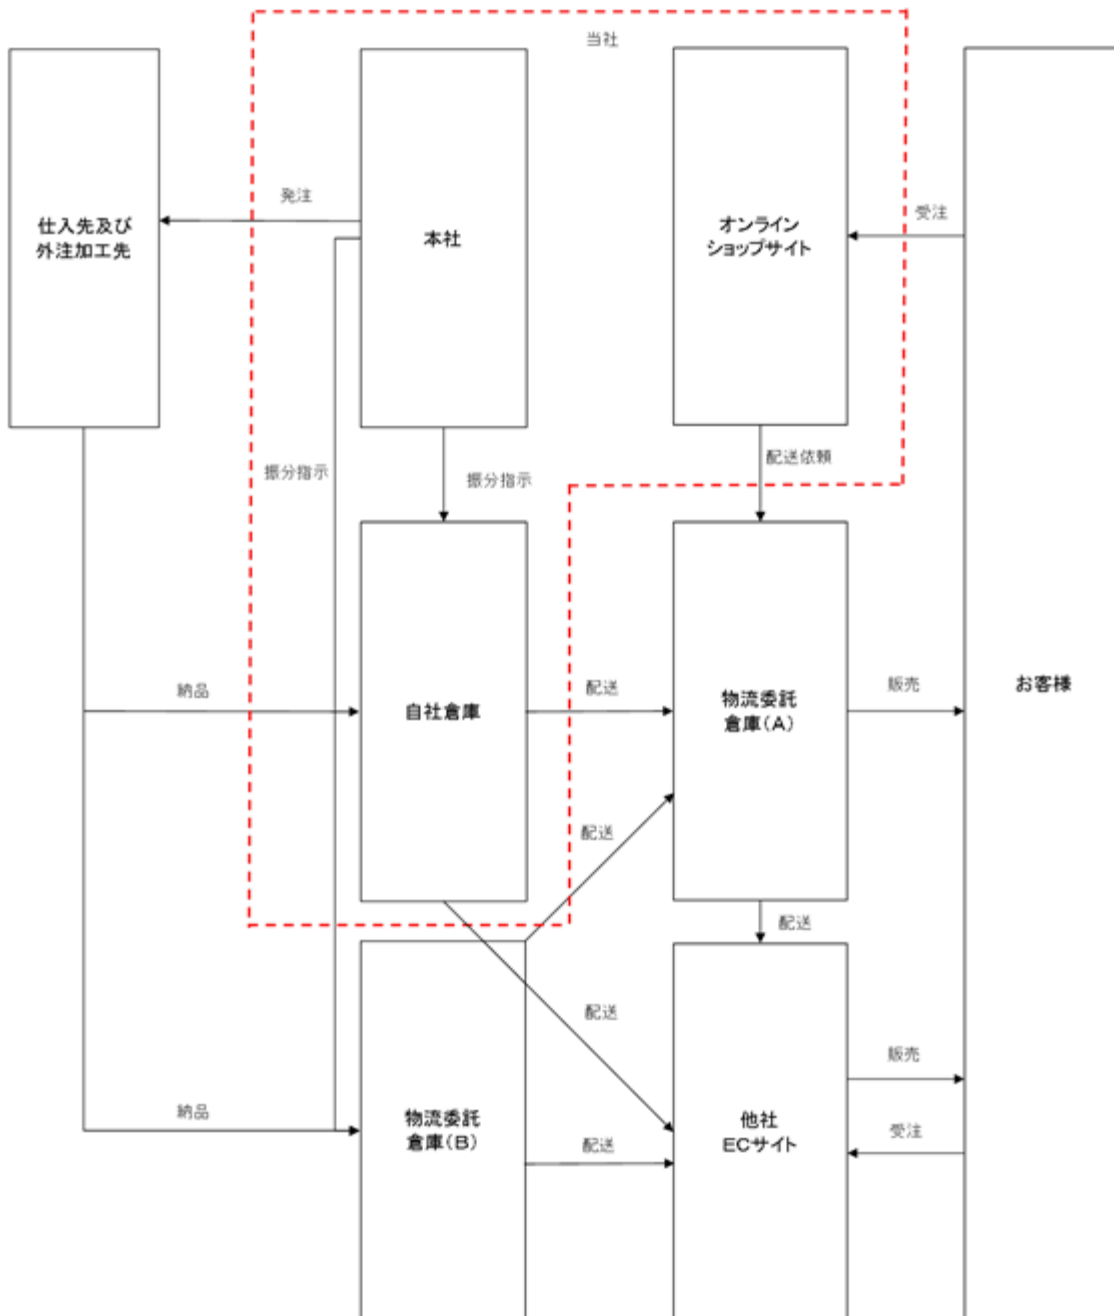 当社
発注
受注
仕入先及び
外注加工先
本社
オンライン
ショップサイト
振分指示
振分指示
配送依頼
納品
自社倉庫
配送
物流委託
倉庫(A)
販売
お客様
配送
配送
配送
納品
物流委託
倉庫(B)
配送
他社
ECサイト
販売
受注